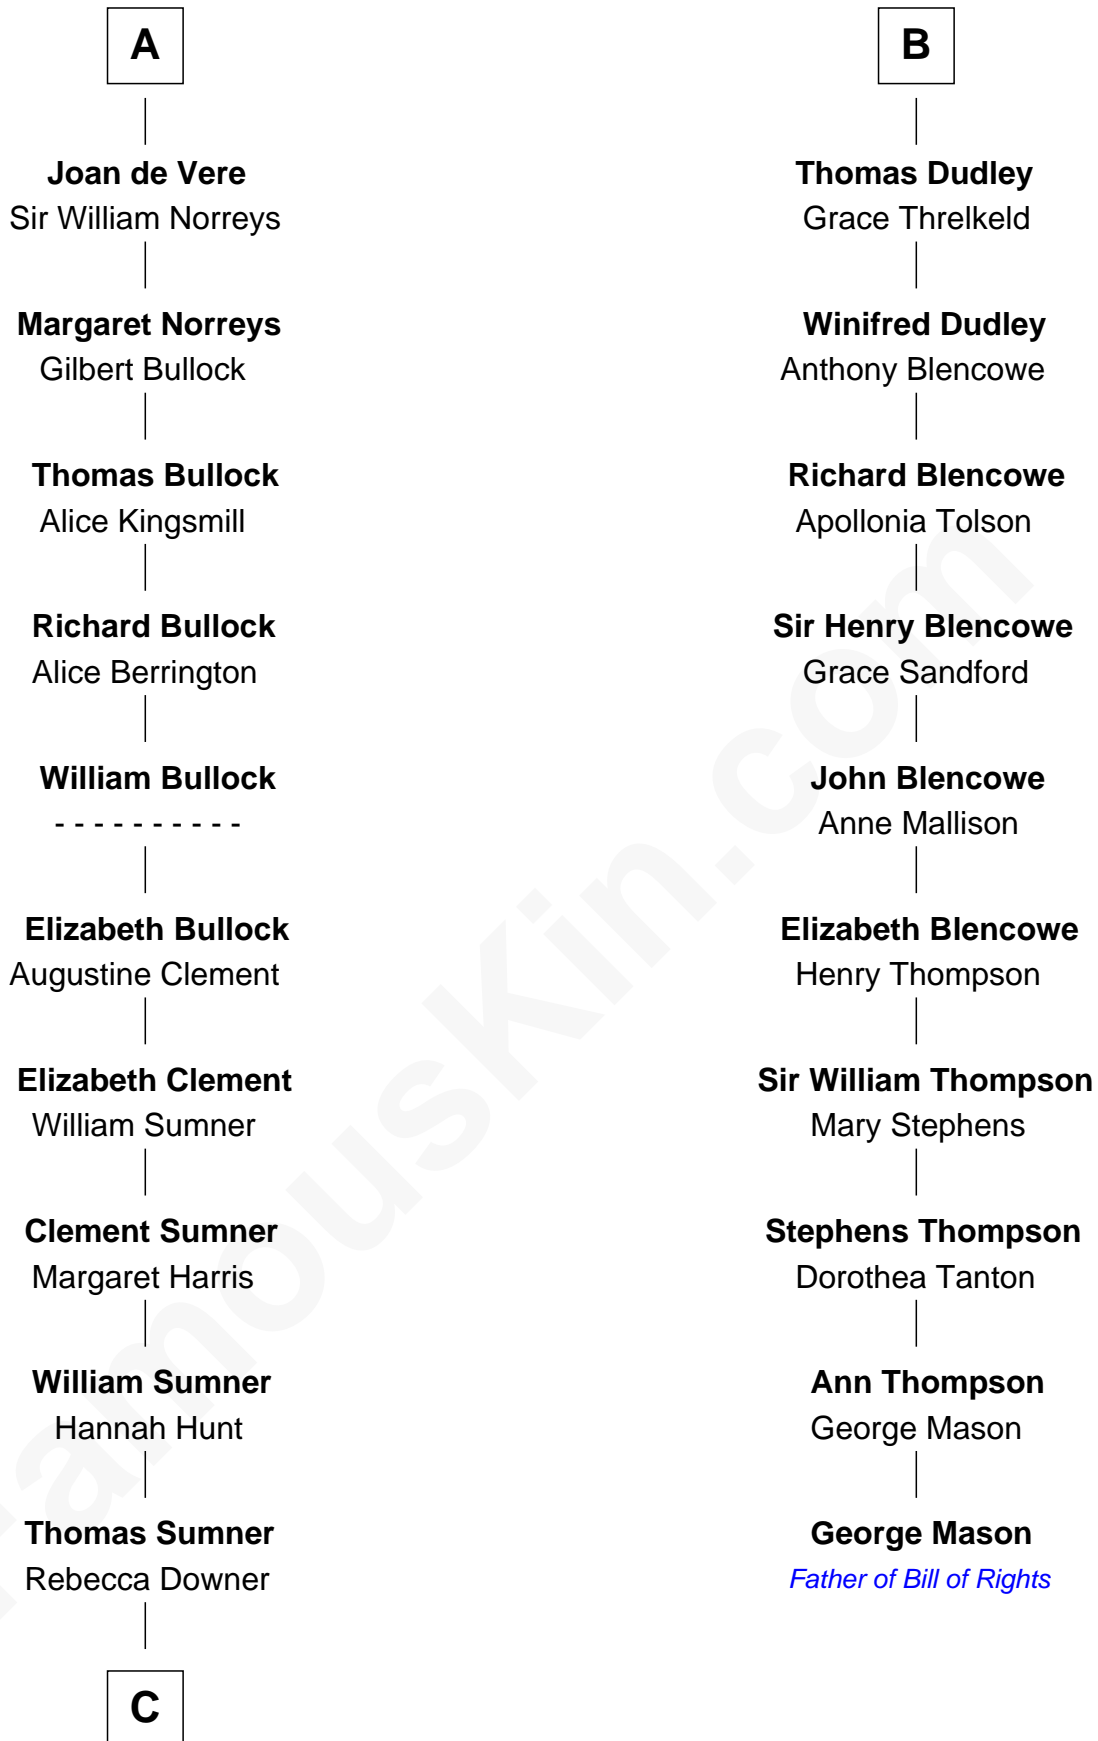 A
Joan de Vere
Sir William Norreys
Margaret Norreys
Gilbert Bullock
Thomas Bullock
Alice Kingsmill
Richard Bullock
Alice Berrington
William Bullock
- - - - - - - - - -
Elizabeth Bullock
Augustine Clement
Elizabeth Clement
William Sumner
Clement Sumner
Margaret Harris
William Sumner
Hannah Hunt
Thomas Sumner
Rebecca Downer
C
B
Thomas Dudley
Grace Threlkeld
Winifred Dudley
Anthony Blencowe
Richard Blencowe
Apollonia Tolson
Sir Henry Blencowe
Grace Sandford
John Blencowe
Anne Mallison
Elizabeth Blencowe
Henry Thompson
Sir William Thompson
Mary Stephens
Stephens Thompson
Dorothea Tanton
Ann Thompson
George Mason
George Mason
Father of Bill of Rights
FamousKin.com